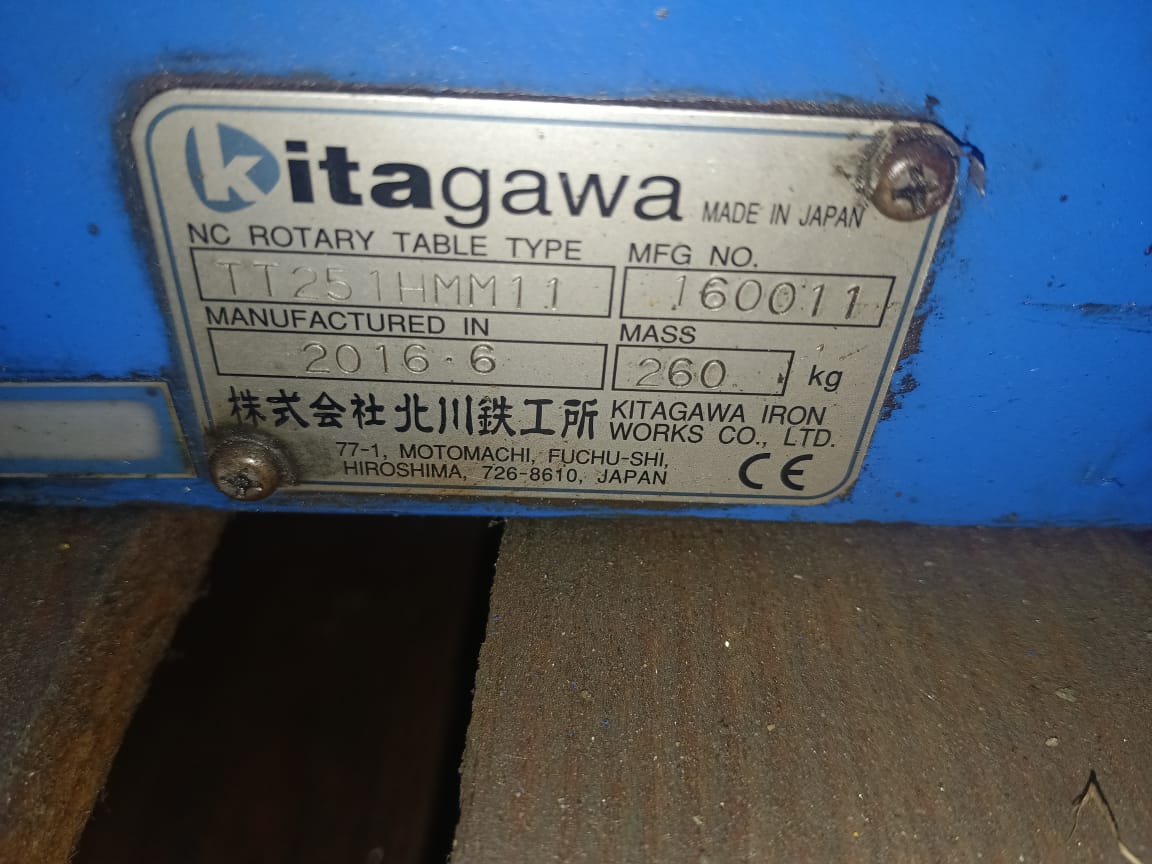 Kitagawa MADE IN JAPAN
NC ROTARY TABLE TYPE MFG NO.
TT251HMM11 160011
MANUFACTURED IN MASS
2016·6 260 kg
株式会社 北川鉄工所 KITAGAWA IRON WORKS CO., LTD.
77-1, MOTOMACHI, FUCHU-SHI,
HIROSHIMA, 726-8610, JAPAN CE